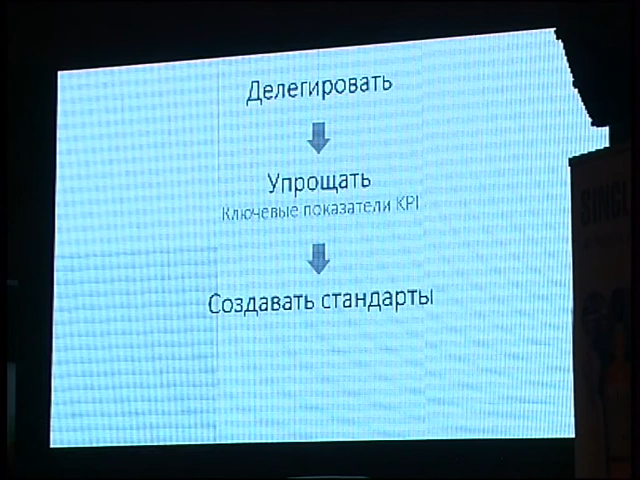 Делегировать
Упрощать
Ключевые показатели KPI
Создавать стандарты